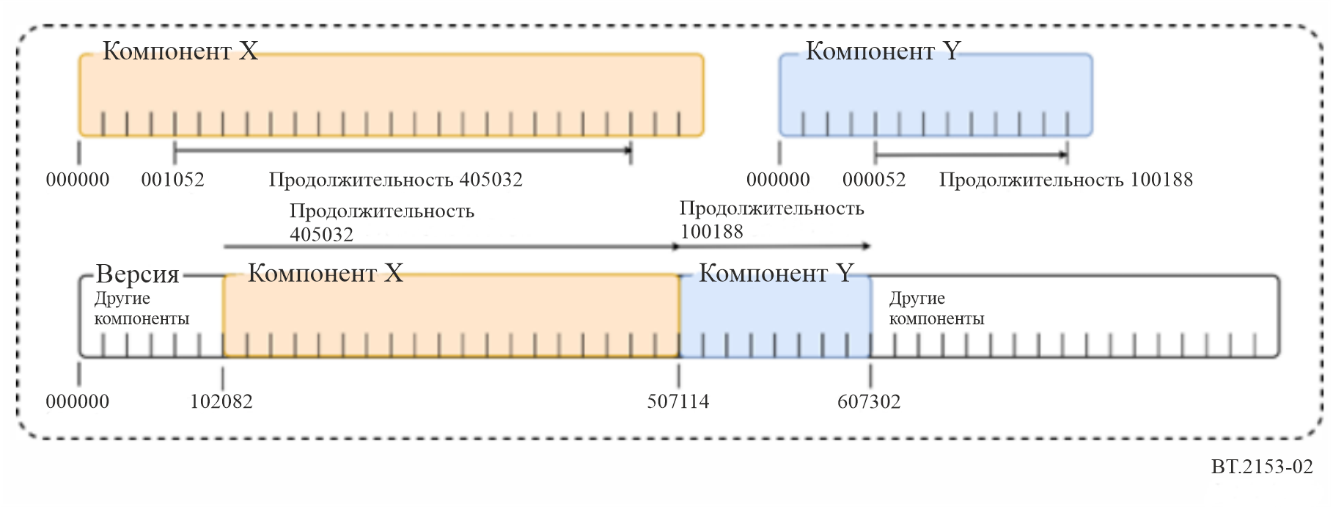 Компонент X
Компонент Y
000000
001052
Продолжительность 405032
000000
000052
Продолжительность 100188
Продолжительность
405032
Продолжительность
100188
Версия
Компонент X
Компонент Y
Другие
компоненты
Другие
компоненты
000000
102082
507114
607302
BT.2153-02